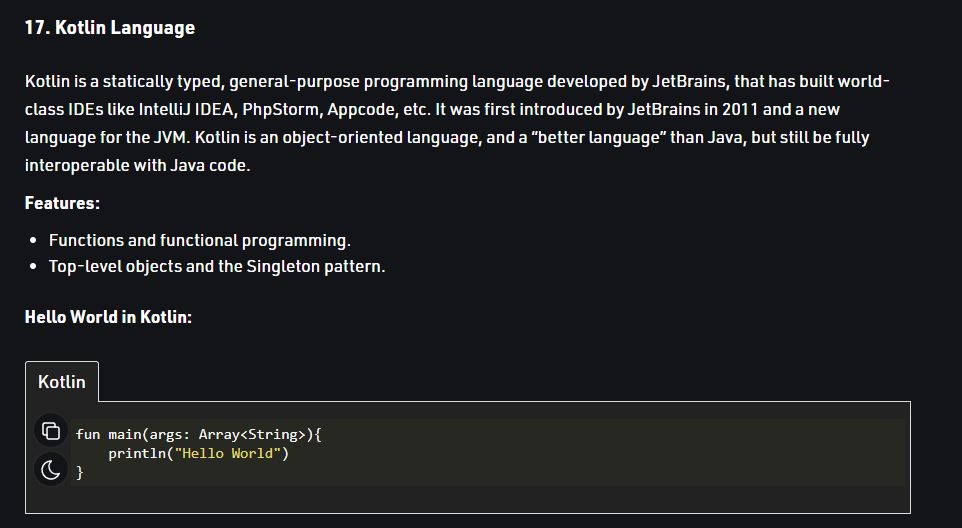 17. Kotlin Language
Kotlin is a statically typed, general-purpose programming language developed by JetBrains, that has built world-
class IDEs like IntelliJ IDEA, PhpStorm, Appcode, etc. It was first introduced by JetBrains in 2011 and a new
language for the JVM. Kotlin is an object-oriented language, and a “better language” than Java, but still be fully
interoperable with Java code.
Features:
• Functions and functional programming.
• Top-level objects and the Singleton pattern.
Hello World in Kotlin:
Kotlin
fun main(args: Array<String>){
    println("Hello World")
}